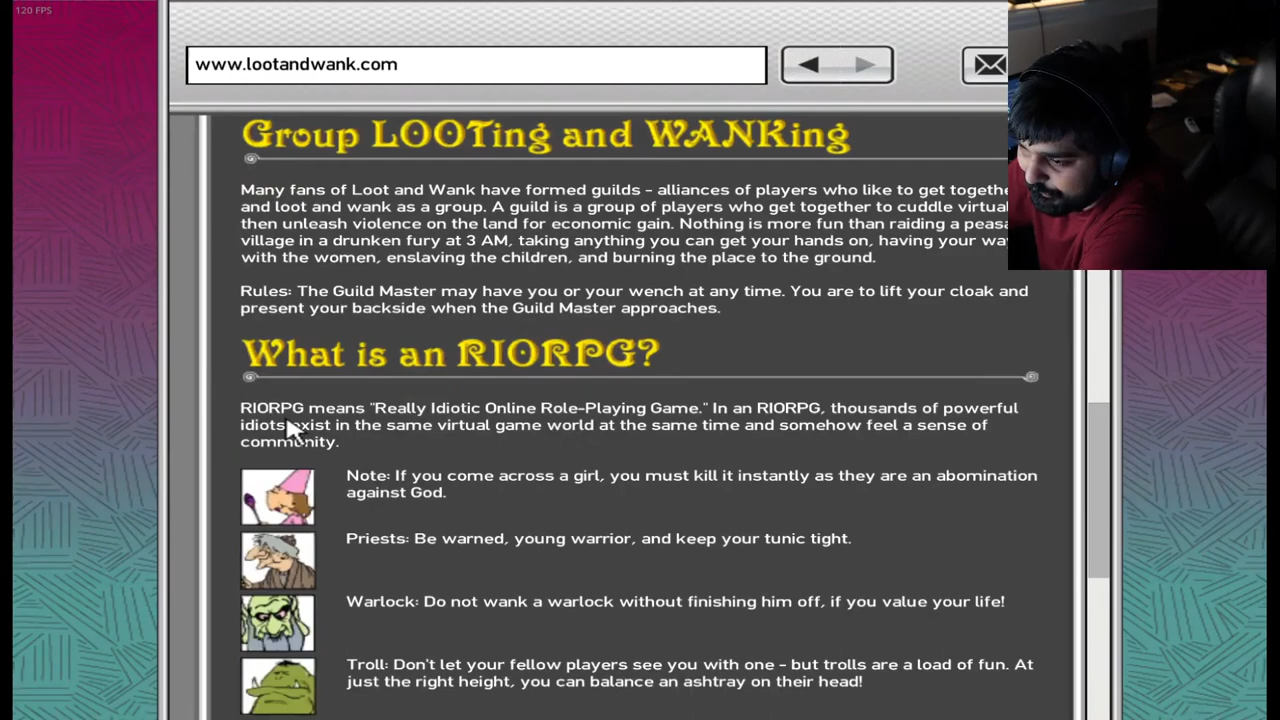 120 FPS
www.lootandwank.com
Group LOOTing and WANKing
Many fans of Loot and Wank have formed guilds - alliances of players who like to get
and loot and wank as a group. A guild is a group of players who get together to cuddle
then unleash violence on the land for economic gain. Nothing is more fun than raiding a
village in a drunken fury at 3 AM, taking anything you can get your hands on, having your
with the women, enslaving the children, and burning the place to the ground.
Rules: The Guild Master may have you or your wench at any time. You are to lift your cloak and
present your backside when the Guild Master approaches.
What is an RIORPG?
RIORPG means "Really Idiotic Online Role-Playing Game." In an RIORPG, thousands of powerful
idiots exist in the same virtual game world at the same time and somehow feel a sense of
community.
Note: If you come across a girl, you must kill it instantly as they are an abomination
against God.
Priests: Be warned, young warrior, and keep your tunic tight.
Warlock: Do not wank a warlock without finishing him off, if you value your life!
Troll: Don't let your fellow players see you with one - but trolls are a load of fun. At
just the right height, you can balance an ashtray on their head!